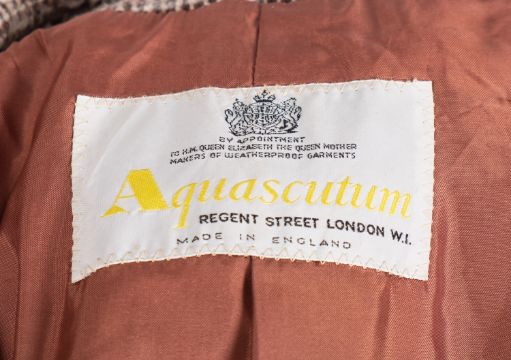 BY APPOINTMENT
TO H.M. QUEEN ELIZABETH THE QUEEN MOTHER
MAKERS OF WEATHERPROOF GARMENTS
Aquascutum
REGENT STREET LONDON W.I.
MADE IN ENGLAND